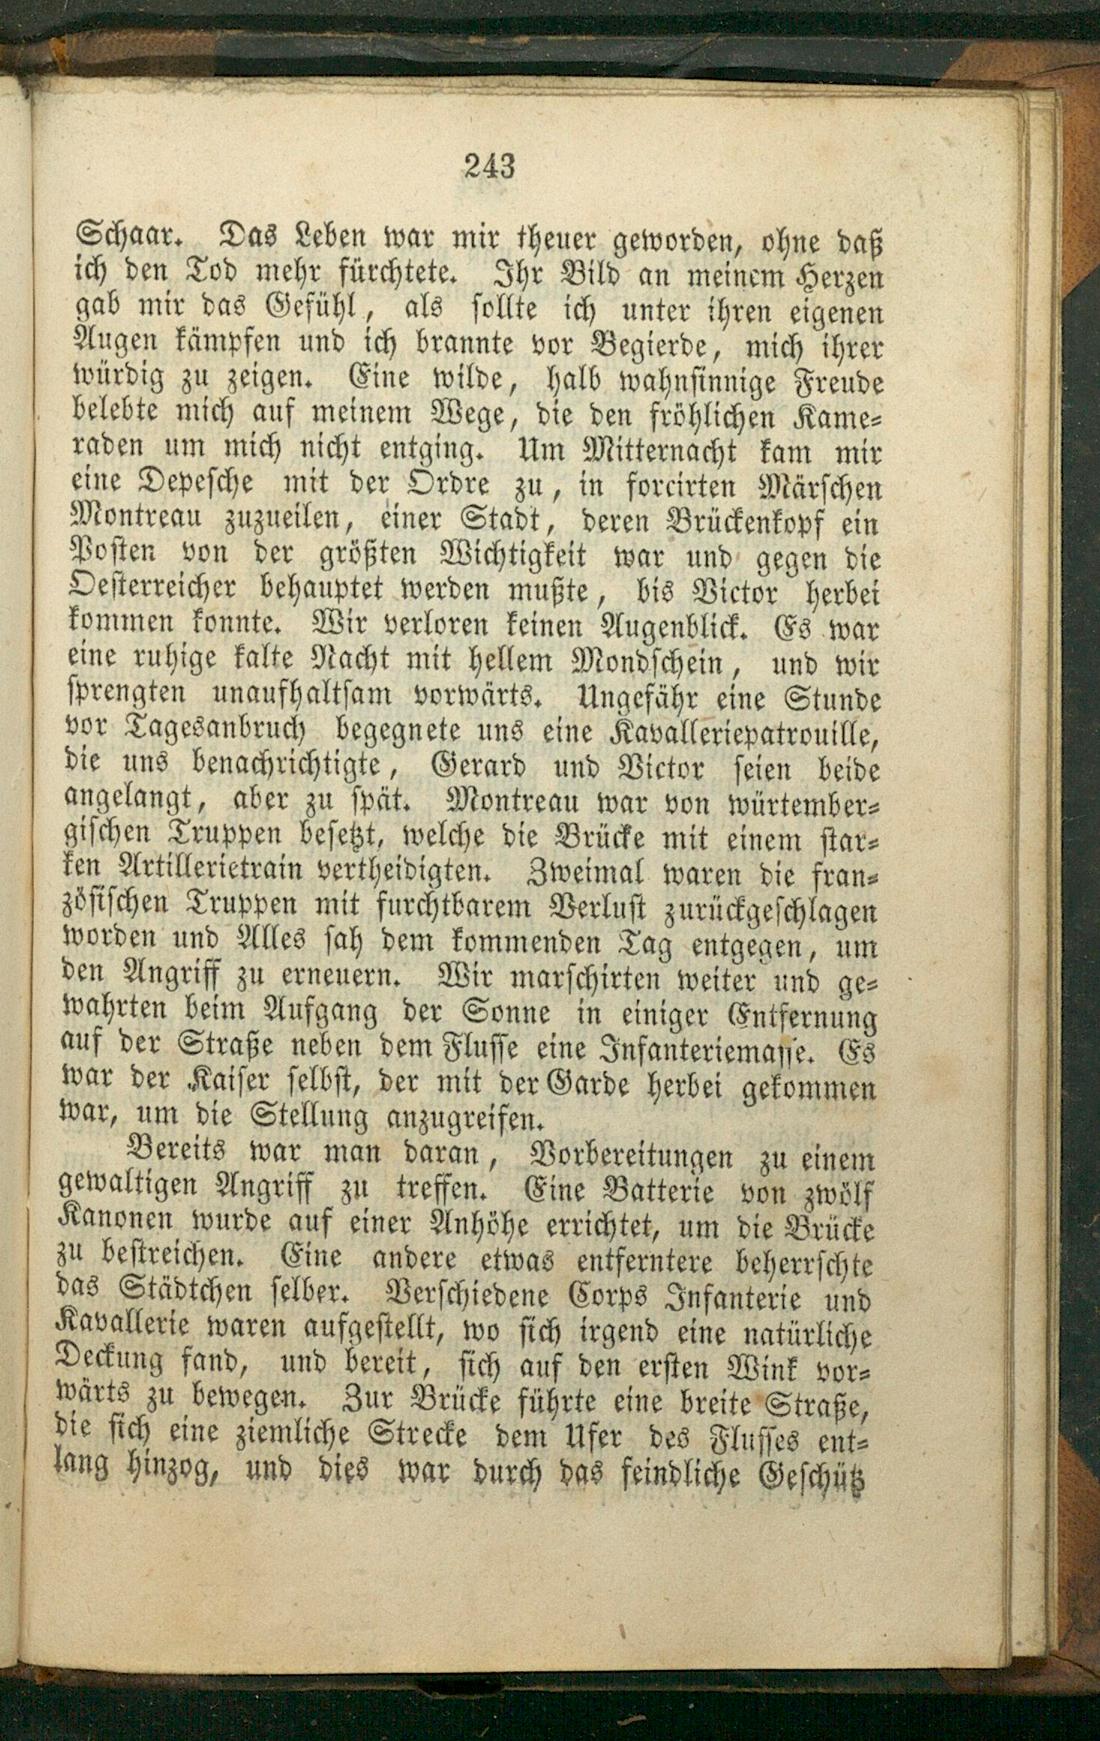 243
Schaar. Das Leben war mir theuer geworden, ohne daß
ich den Tod mehr fürchtete. Ihr Bild an meinem Herzen
gab mir das Gefühl, als sollte ich unter ihren eigenen
Augen kämpfen und ich brannte vor Begierde, mich ihrer
würdig zu zeigen. Eine wilde, halb wahnsinnige Freude
belebte mich auf meinem Wege, die den fröhlichen Kame-
raden um mich nicht entging. Um Mitternacht kam mir
eine Depesche mit der Ordre zu, in forcirten Märschen
Montreau zuzueilen, einer Stadt, deren Brückenkopf ein
Posten von der größten Wichtigkeit war und gegen die
Oesterreicher behauptet werden mußte, bis Victor herbei
kommen konnte. Wir verloren keinen Augenblick. Es war
eine ruhige kalte Nacht mit hellem Mondschein, und wir
sprengten unaufhaltsam vorwärts. Ungefähr eine Stunde
vor Tagesanbruch begegnete uns eine Kavalleriepatrouille,
die uns benachrichtigte, Gerard und Victor seien beide
angelangt, aber zu spät. Montreau war von würtember-
gischen Truppen besetzt, welche die Brücke mit einem star-
ken Artillerietrain vertheidigten. Zweimal waren die fran-
zösischen Truppen mit furchtbarem Verlust zurückgeschlagen
worden und Alles sah dem kommenden Tag entgegen, um
den Angriff zu erneuern. Wir marschirten weiter und ge-
wahrten beim Aufgang der Sonne in einiger Entfernung
auf der Straße neben dem Flusse eine Infanteriemasse. Es
war der Kaiser selbst, der mit der Garde herbei gekommen
war, um die Stellung anzugreifen.
Bereits war man daran, Vorbereitungen zu einem
gewaltigen Angriff zu treffen. Eine Batterie von zwölf
Kanonen wurde auf einer Anhöhe errichtet, um die Brücke
zu bestreichen. Eine andere etwas entferntere beherrschte
das Städtchen selber. Verschiedene Corps Infanterie und
Kavallerie waren aufgestellt, wo sich irgend eine natürliche
Deckung fand, und bereit, sich auf den ersten Wink vor-
wärts zu bewegen. Zur Brücke führte eine breite Straße,
die sich eine ziemliche Strecke dem Ufer des Flusses ent-
lang hinzog, und dies war durch das feindliche Geschütz